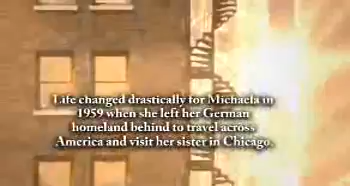 Life changed drastically for Michaela in
1959 when she left her German
homeland behind to travel across
America and visit her sister in Chicago.